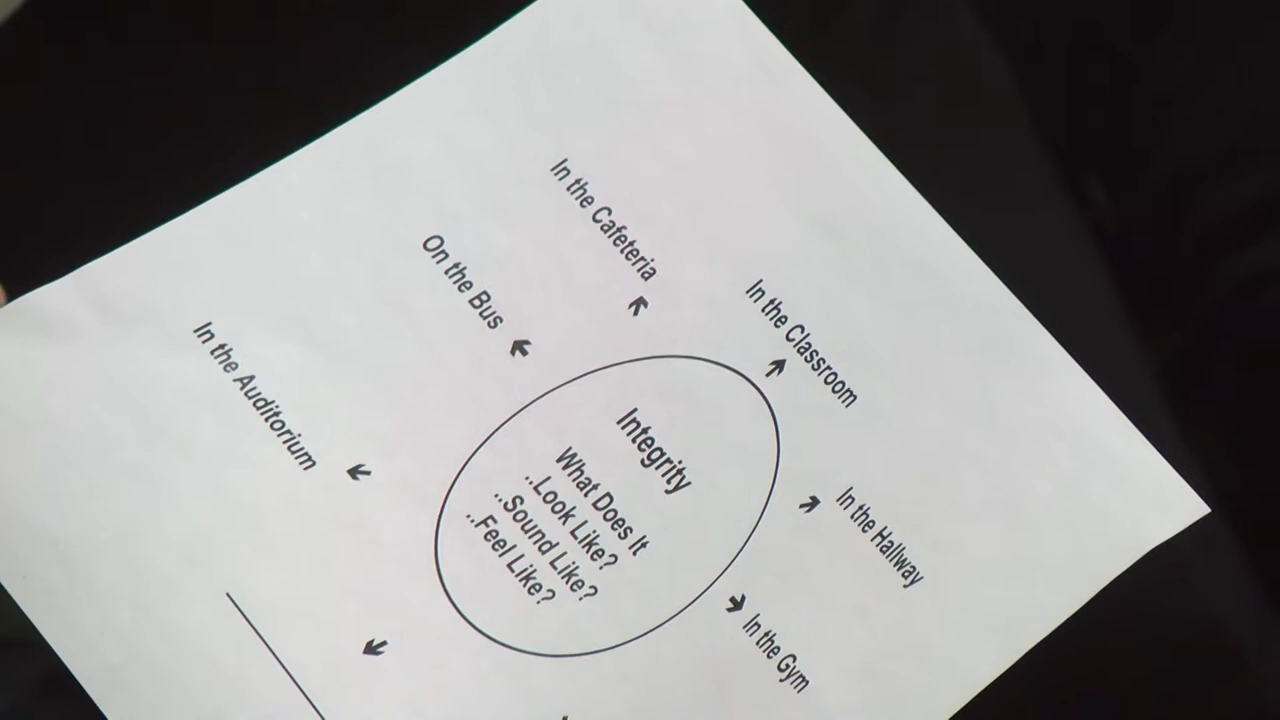 In the Cafeteria
In the Classroom
On the Bus
In the Auditorium
Integrity
What Does It
..Look Like?
..Sound Like?
..Feel Like?
In the Hallway
In the Gym